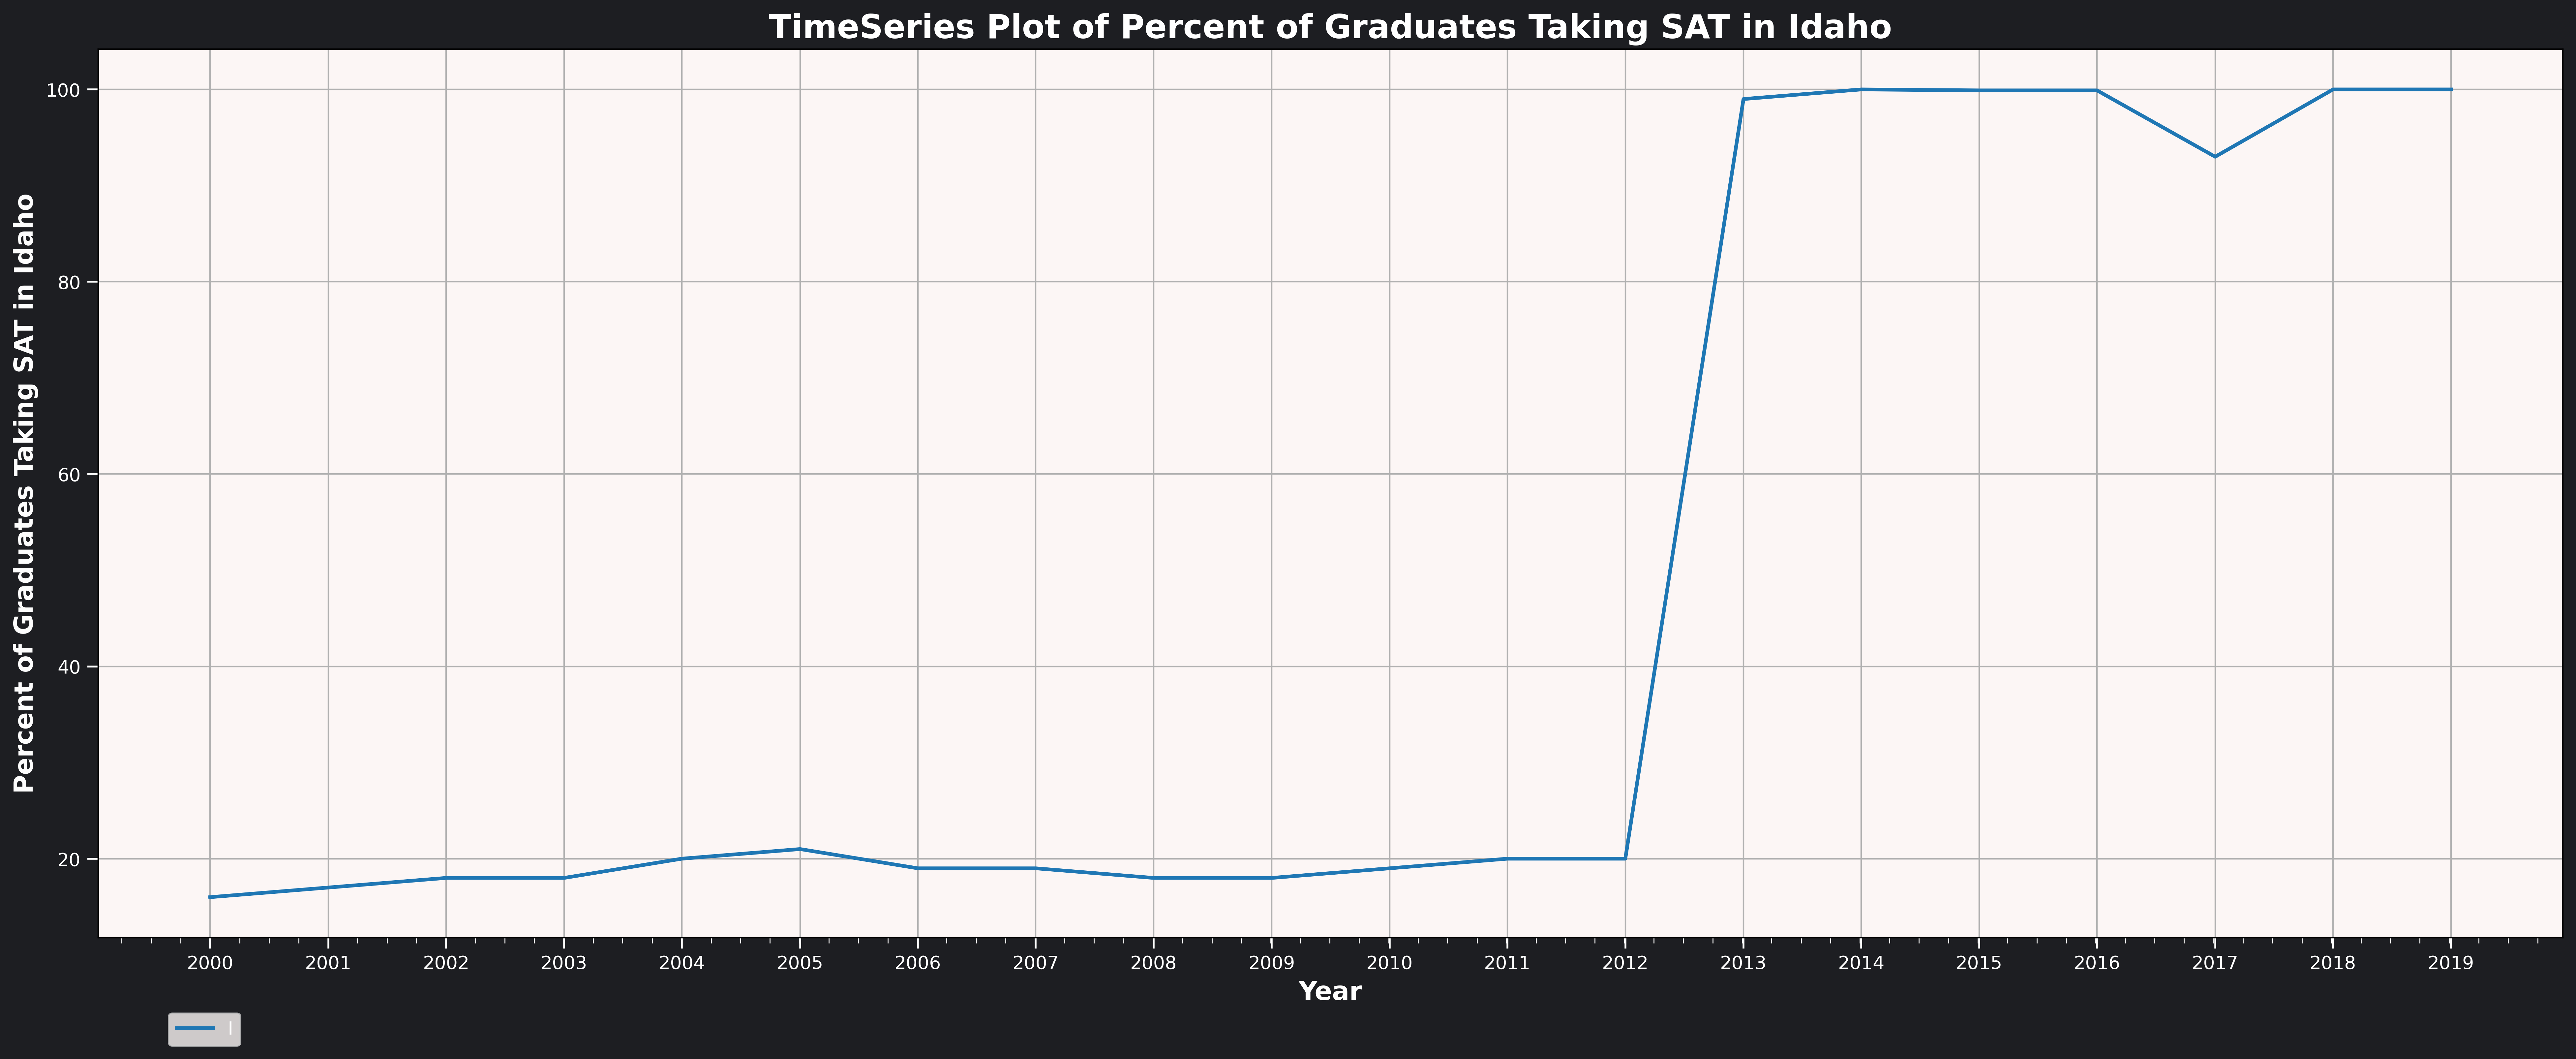 TimeSeries Plot of Percent of Graduates Taking SAT in Idaho
Percent of Graduates Taking SAT in Idaho
100
80
60
40
20
2000 2001 2002 2003 2004 2005 2006 2007 2008 2009 2010 2011 2012 2013 2014 2015 2016 2017 2018 2019
Year
I